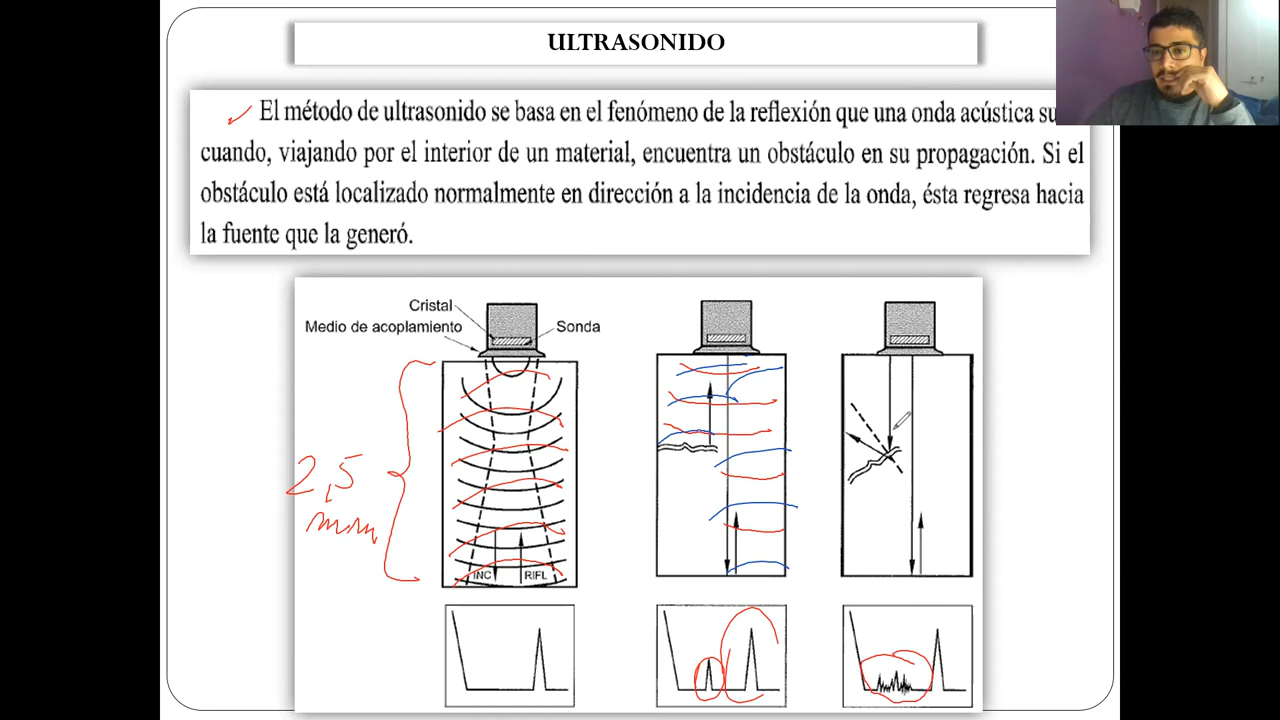 ULTRASONIDO
El método de ultrasonido se basa en el fenómeno de la reflexión que una onda acústica
cuando, viajando por el interior de un material, encuentra un obstáculo en su propagación. Si el
obstáculo está localizado normalmente en dirección a la incidencia de la onda, ésta regresa hacia
la fuente que la generó.
Cristal
Medio de acoplamiento
Sonda
2,5
mm
INC
RIFL